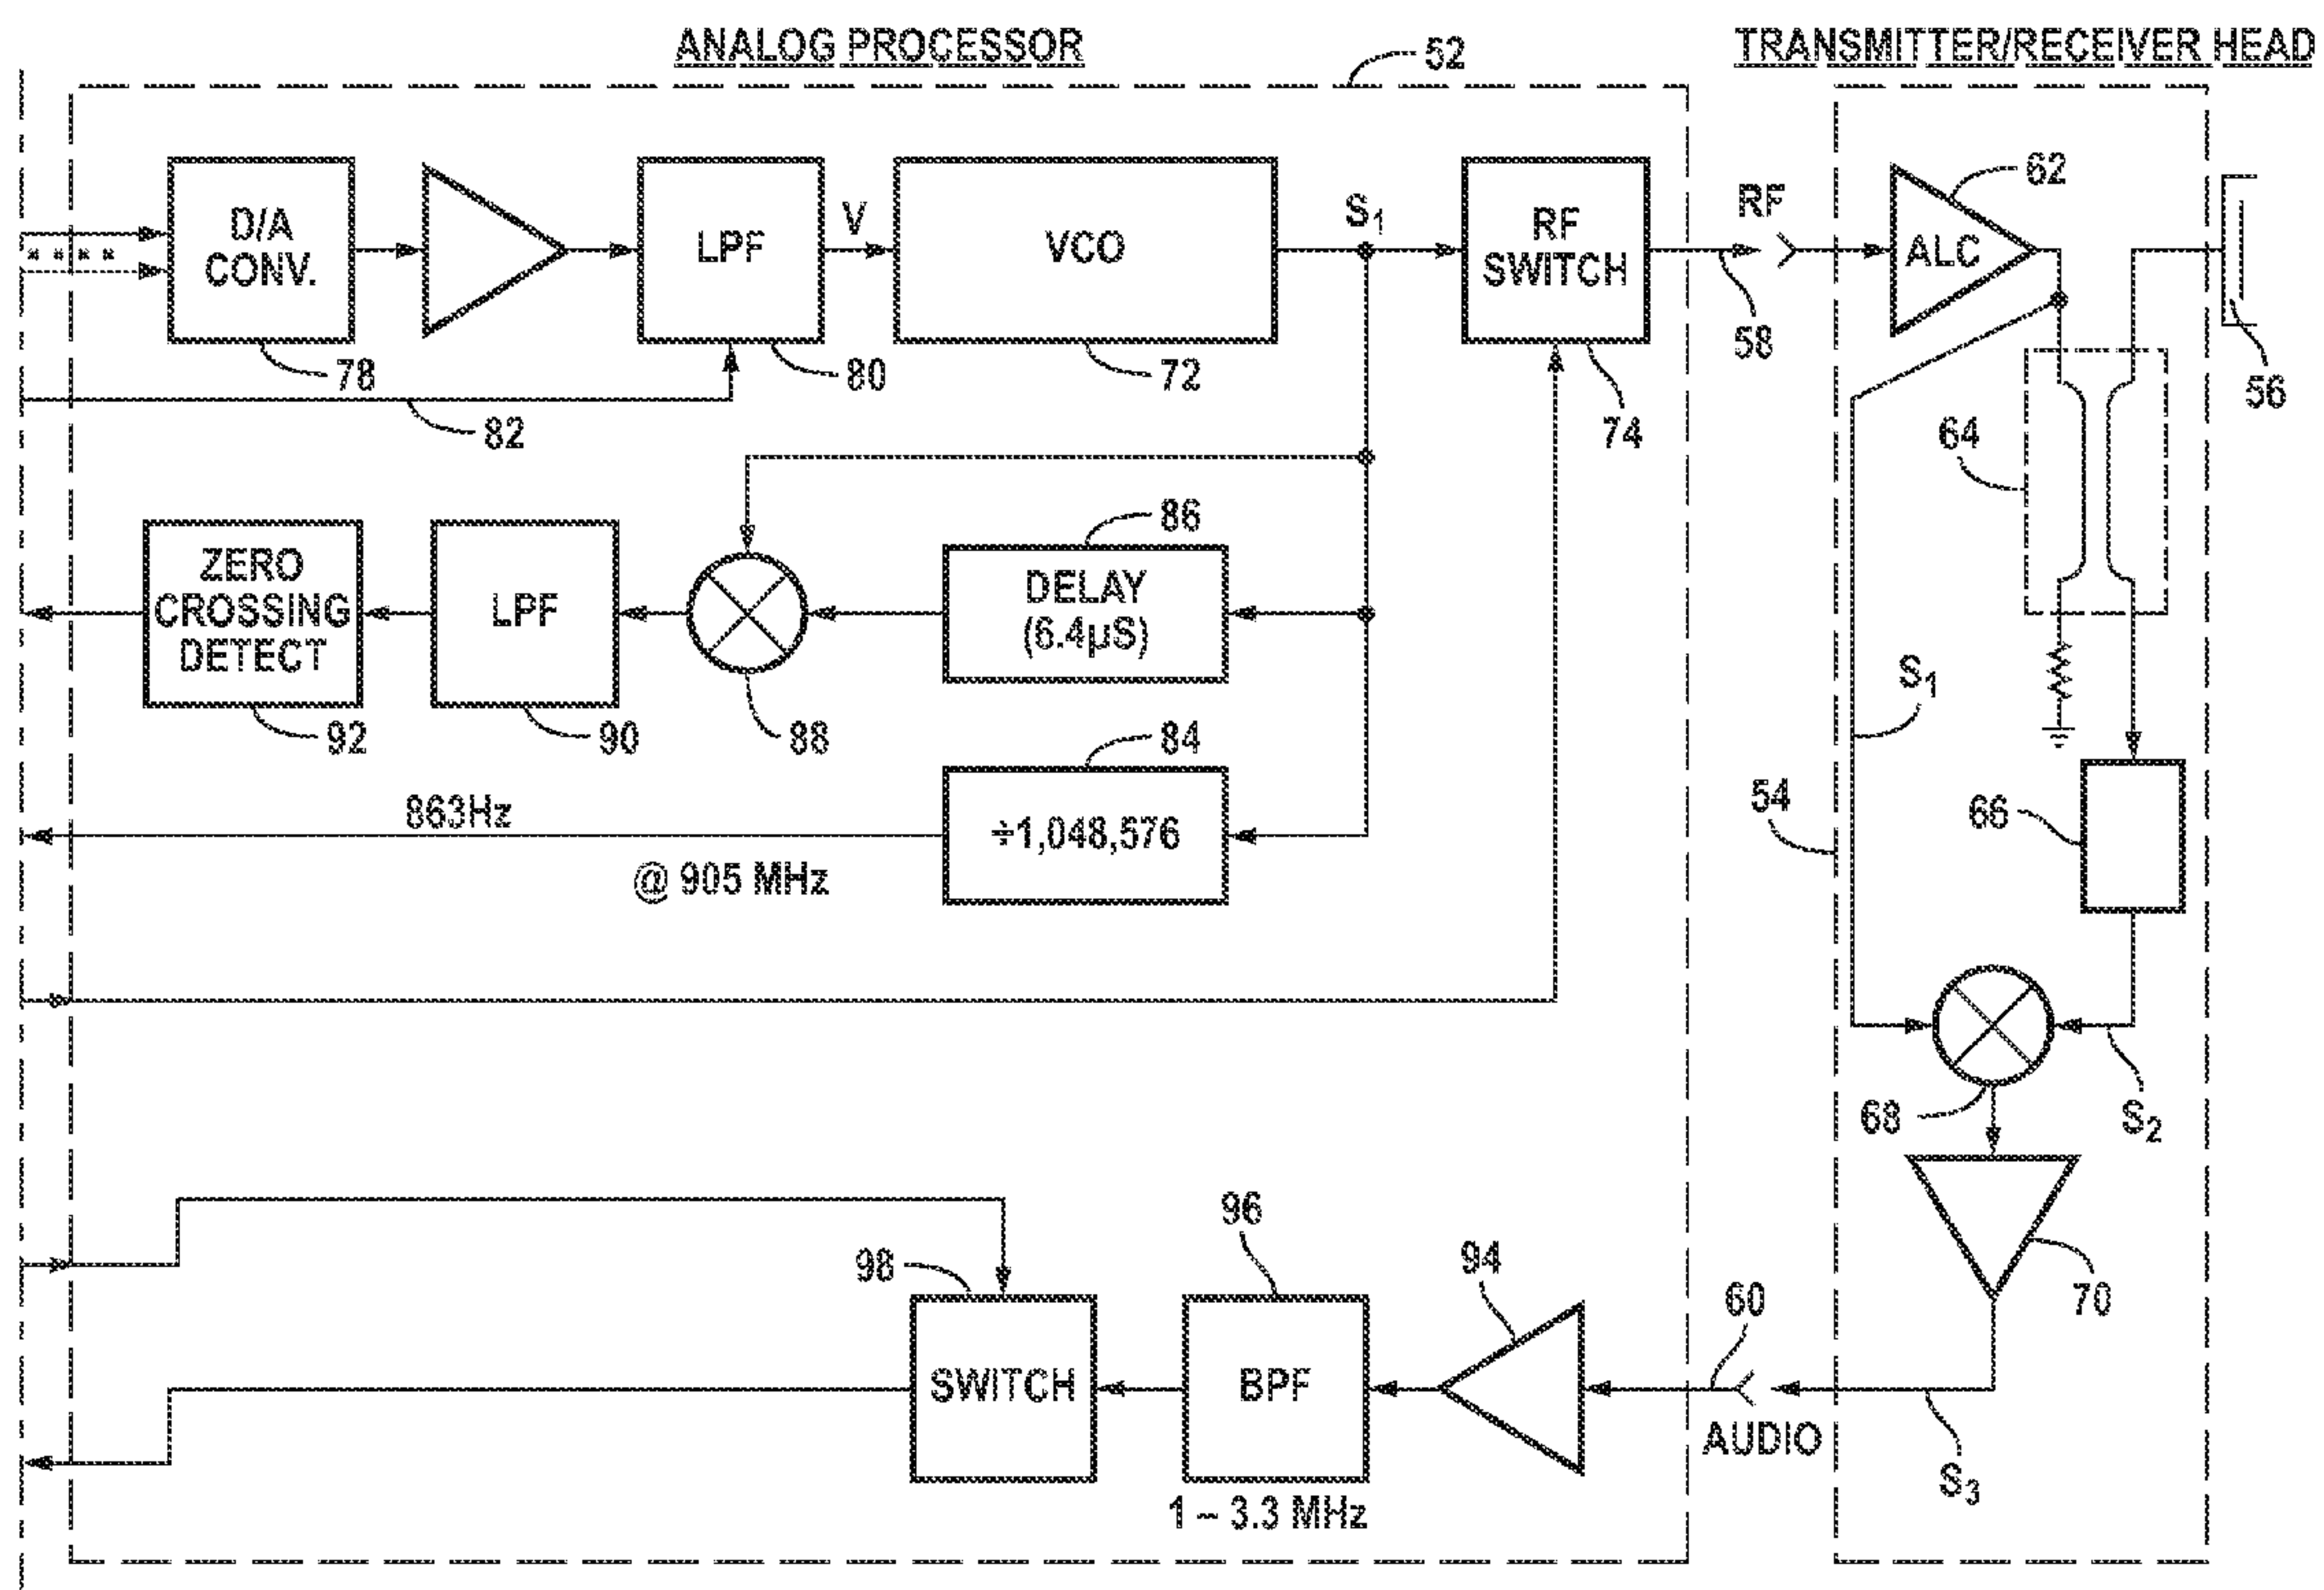 ANALOG PROCESSOR
52
TRANSMITTER/RECEIVER HEAD
D/A
CONV.
78
LPF
80
V
VCO
72
S1
RF
SWITCH
74
RF
58
62
ALC
56
82
64
ZERO
CROSSING
DETECT
92
LPF
90
88
86
DELAY
(6.4µS)
84
÷1,048,576
863Hz
@ 905 MHz
S1
54
66
68
S2
70
98
SWITCH
96
BPF
1 – 3.3 MHz
94
60
AUDIO
S3